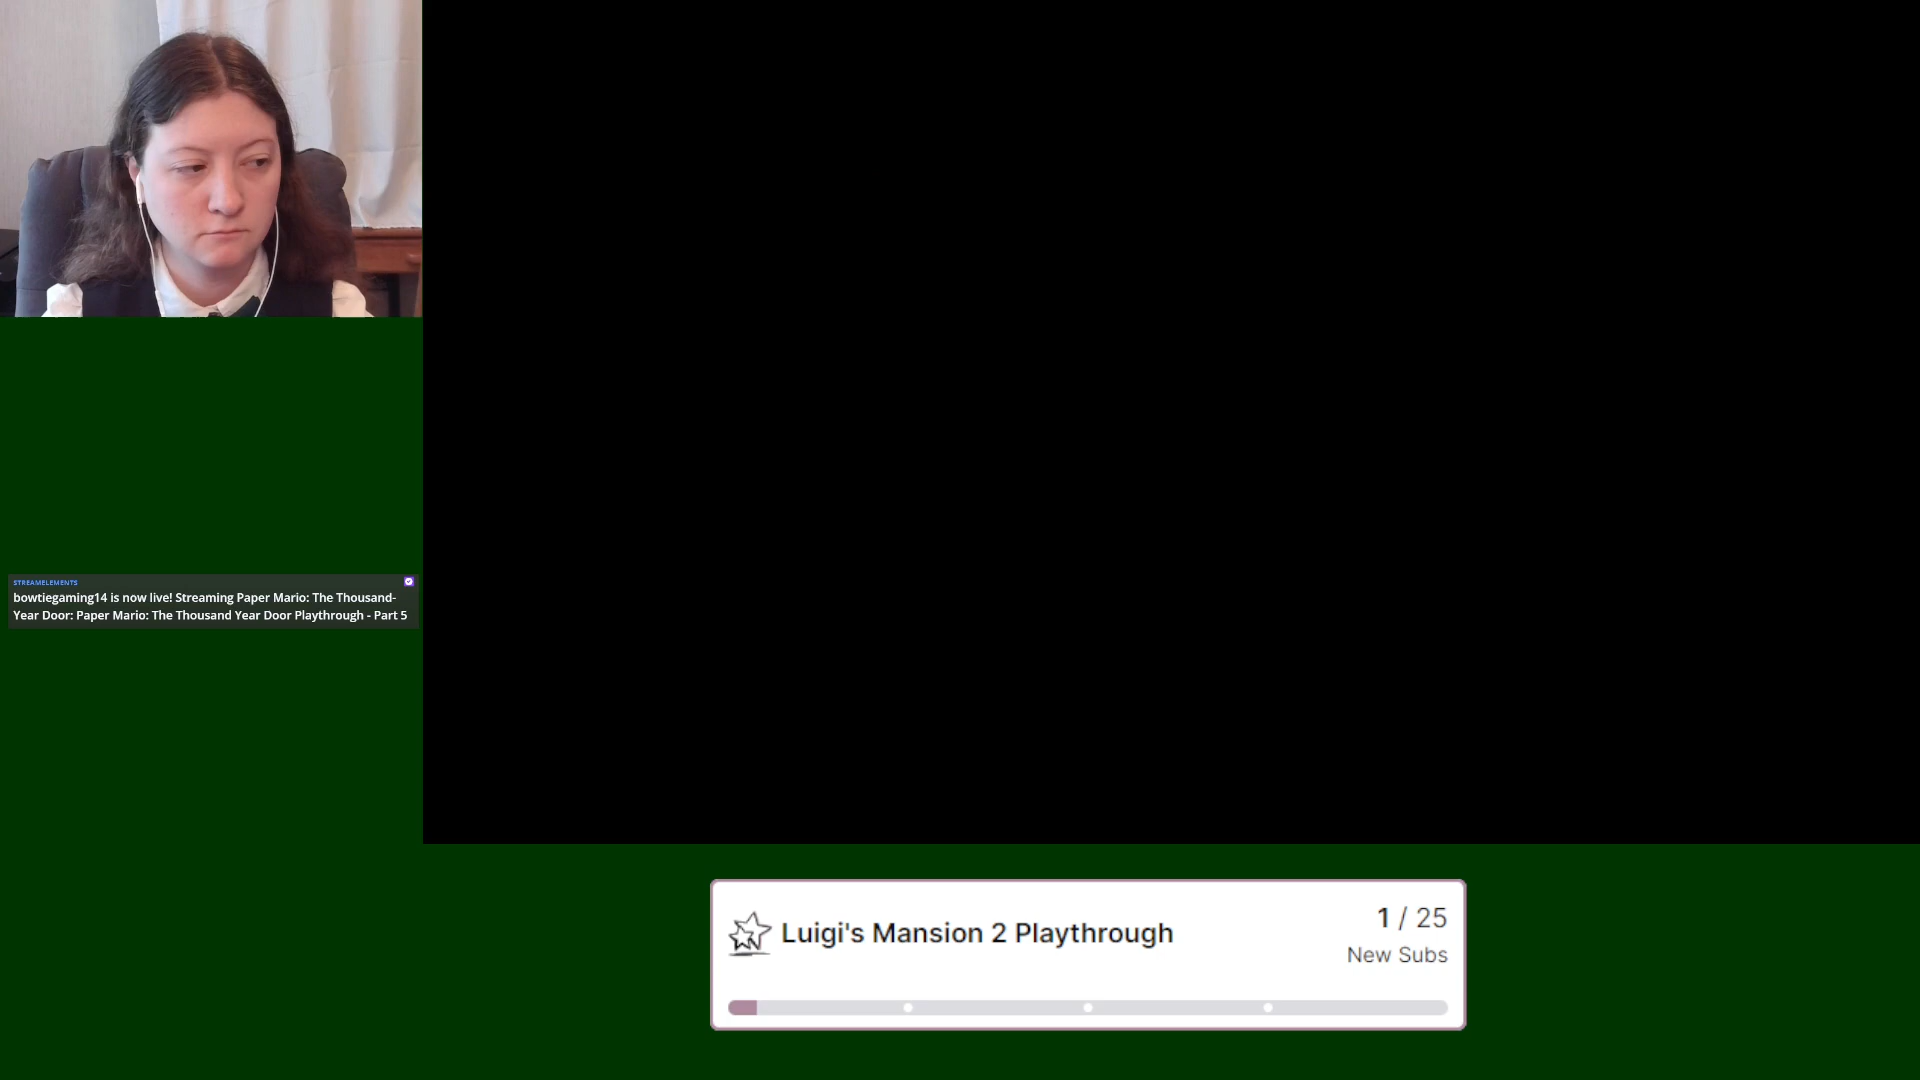 STREAMELEMENTS
bowtiegaming14 is now live! Streaming Paper Mario: The Thousand-
Year Door: Paper Mario: The Thousand Year Door Playthrough - Part 5
Luigi's Mansion 2 Playthrough
1 / 25
New Subs